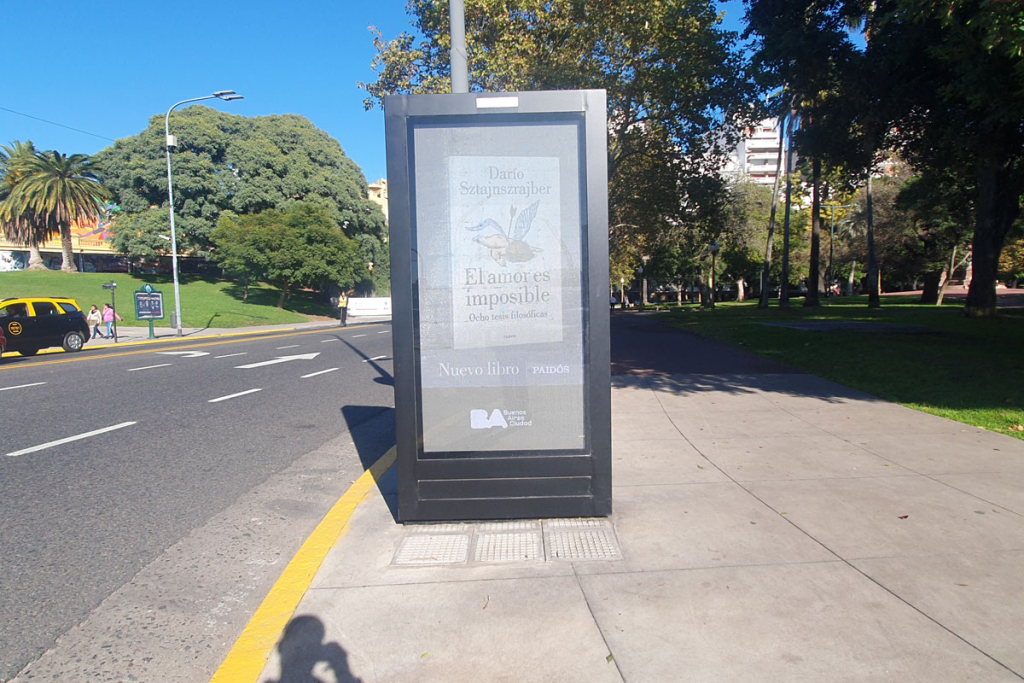 Darío
Sztajnszrajber
El amor es
imposible
Ocho tesis filosóficas
Nuevo libro PAIDÓS
BA Buenos
Aires
Ciudad